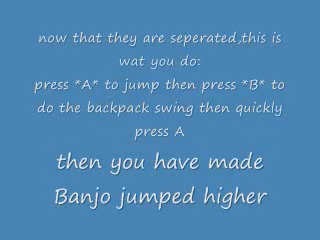 now that they are seperated,this is
wat you do:
press *A* to jump then press *B* to
do the backpack swing then quickly
press A
then you have made
Banjo jumped higher